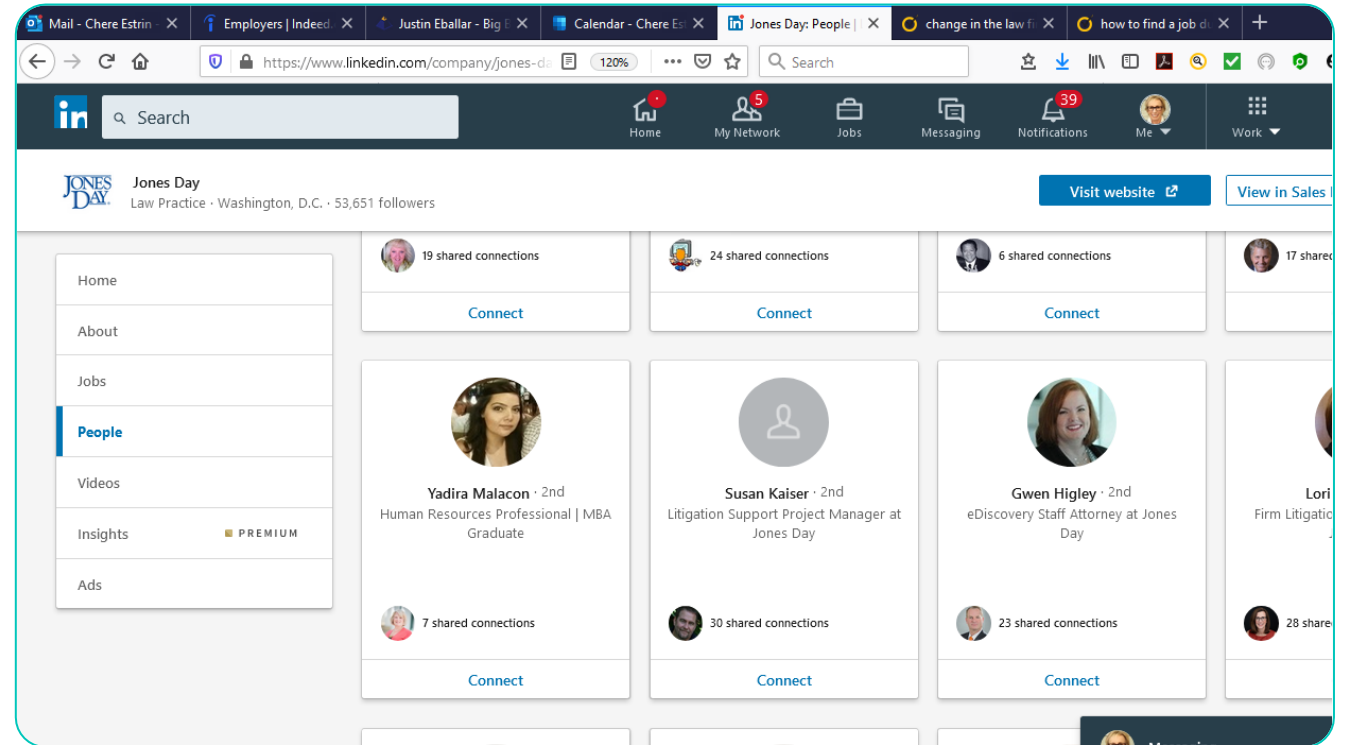 Mail - Chere Estrin -
Employers | Indeed.
Justin Eballar - Big E
Calendar - Chere Es
Jones Day: People |
change in the law fi
how to find a job du
https://www.linkedin.com/company/jones-da
120%
Search
in
Search
Home
5
My Network
Jobs
Messaging
39
Notifications
Me
Work
JONES DAY.
Jones Day
Law Practice · Washington, D.C. · 53,651 followers
Visit website
View in Sales
Home
About
Jobs
People
Videos
Insights
PREMIUM
Ads
19 shared connections
Connect
24 shared connections
Connect
6 shared connections
Connect
17 shared
Yadira Malacon · 2nd
Human Resources Professional | MBA
Graduate
7 shared connections
Connect
Susan Kaiser · 2nd
Litigation Support Project Manager at
Jones Day
30 shared connections
Connect
Gwen Higley · 2nd
eDiscovery Staff Attorney at Jones
Day
23 shared connections
Connect
Lori
Firm Litigatio
28 share